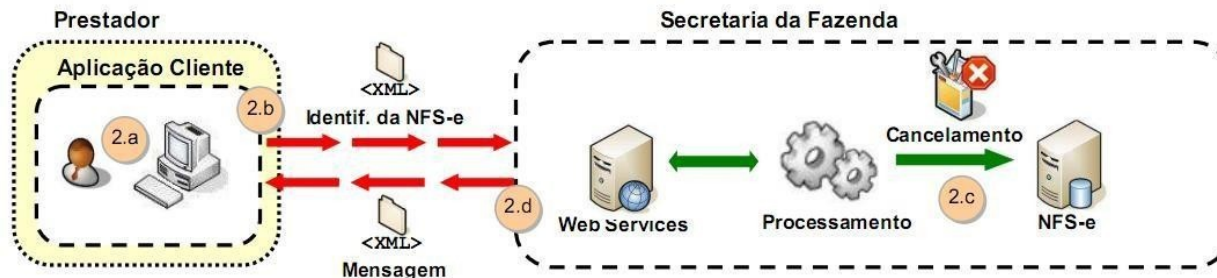 Prestador
Secretaria da Fazenda
Aplicação Cliente
<XML>
2.b
Identif. da NFS-e
2.a
Cancelamento
2.c
2.d
Web Services
Processamento
NFS-e
<XML>
Mensagem